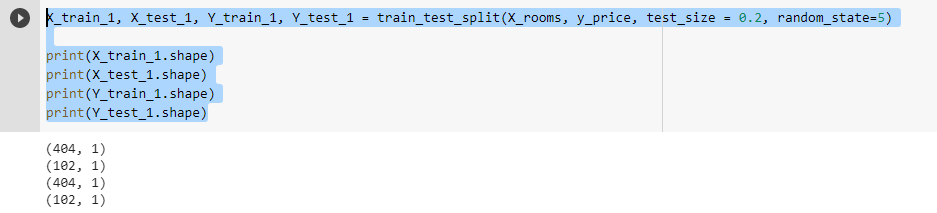 X_train_1, X_test_1, Y_train_1, Y_test_1 = train_test_split(X_rooms, y_price, test_size = 0.2, random_state=5)
print(X_train_1.shape)
print(X_test_1.shape)
print(Y_train_1.shape)
print(Y_test_1.shape)
(404, 1)
(102, 1)
(404, 1)
(102, 1)